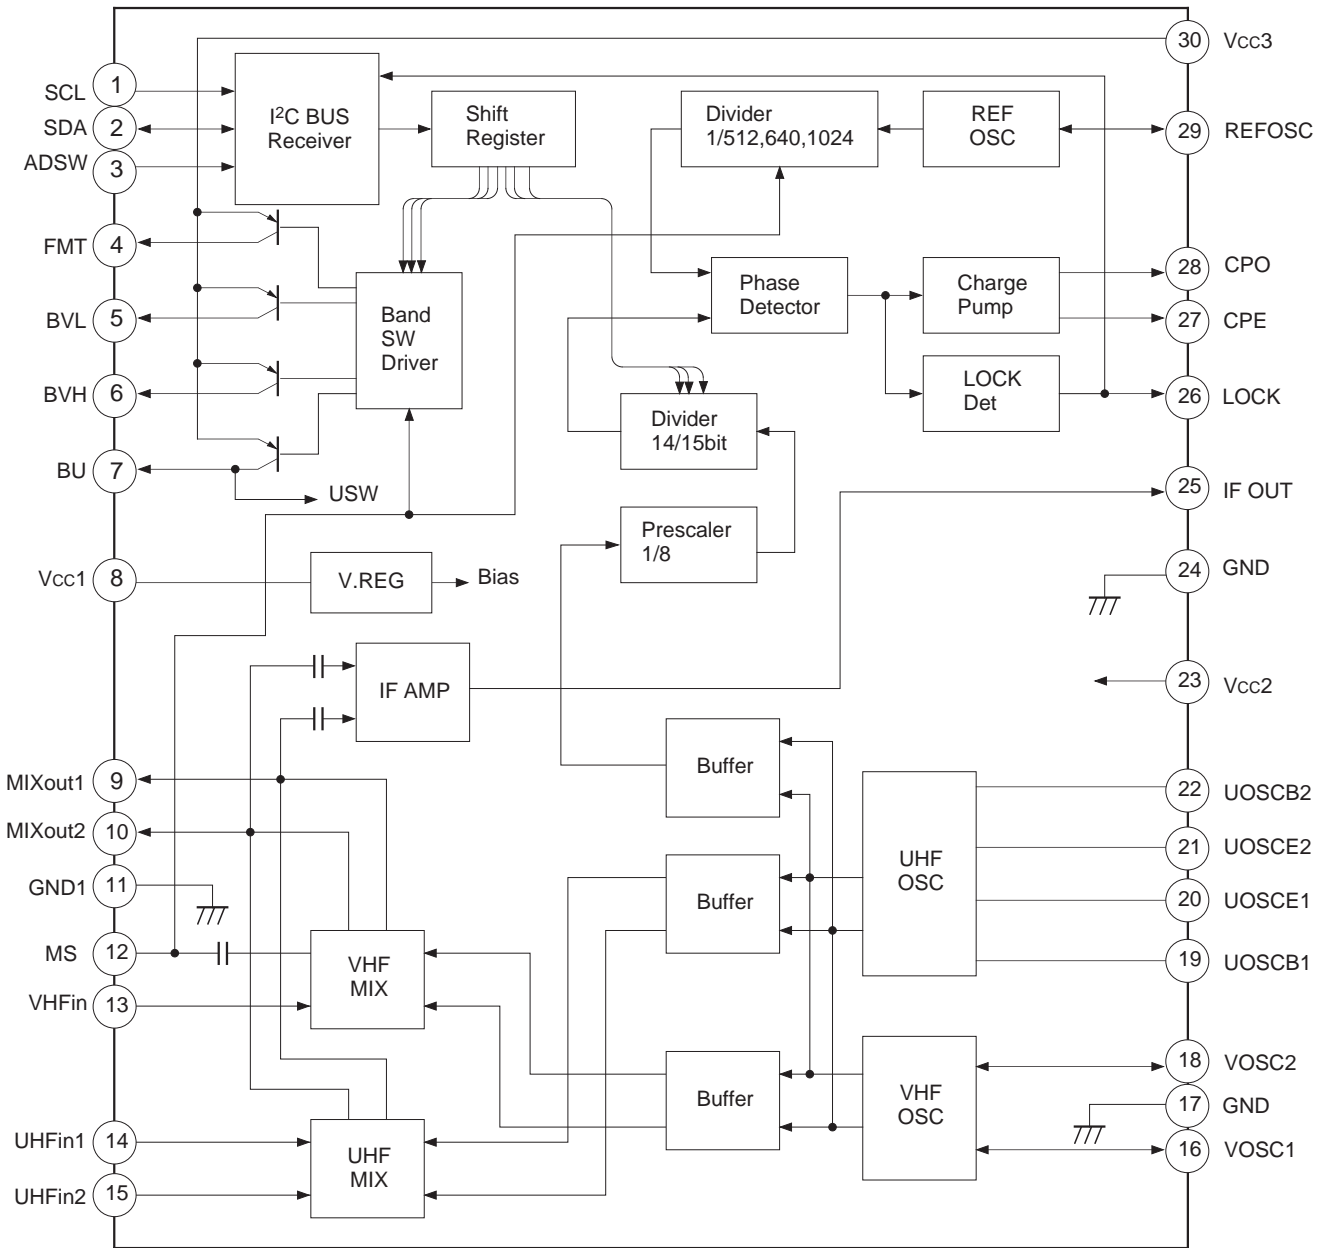 1
SCL
2
SDA
3
ADSW
4
FMT
5
BVL
6
BVH
7
BU
8
Vcc1
9
MIXout1
10
MIXout2
11
GND1
12
MS
13
VHFin
14
UHFin1
15
UHFin2
I²C BUS
Receiver
Shift
Register
Divider
1/512,640,1024
REF
OSC
Band
SW
Driver
Phase
Detector
Charge
Pump
LOCK
Det
Divider
14/15bit
USW
Prescaler
1/8
V.REG
Bias
IF AMP
Buffer
Buffer
Buffer
UHF
OSC
VHF
MIX
VHF
OSC
UHF
MIX
30
Vcc3
29
REFOSC
28
CPO
27
CPE
26
LOCK
25
IF OUT
24
GND
23
Vcc2
22
UOSCB2
21
UOSCE2
20
UOSCE1
19
UOSCB1
18
VOSC2
17
GND
16
VOSC1